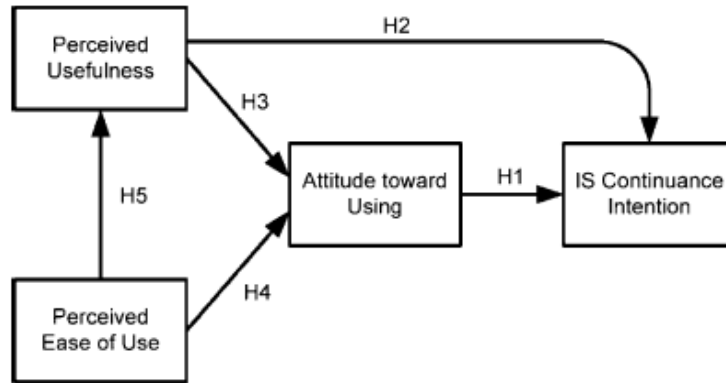 Perceived
Usefulness
H2
H3
H5
Attitude toward
Using
H1
IS Continuance
Intention
H4
Perceived
Ease of Use